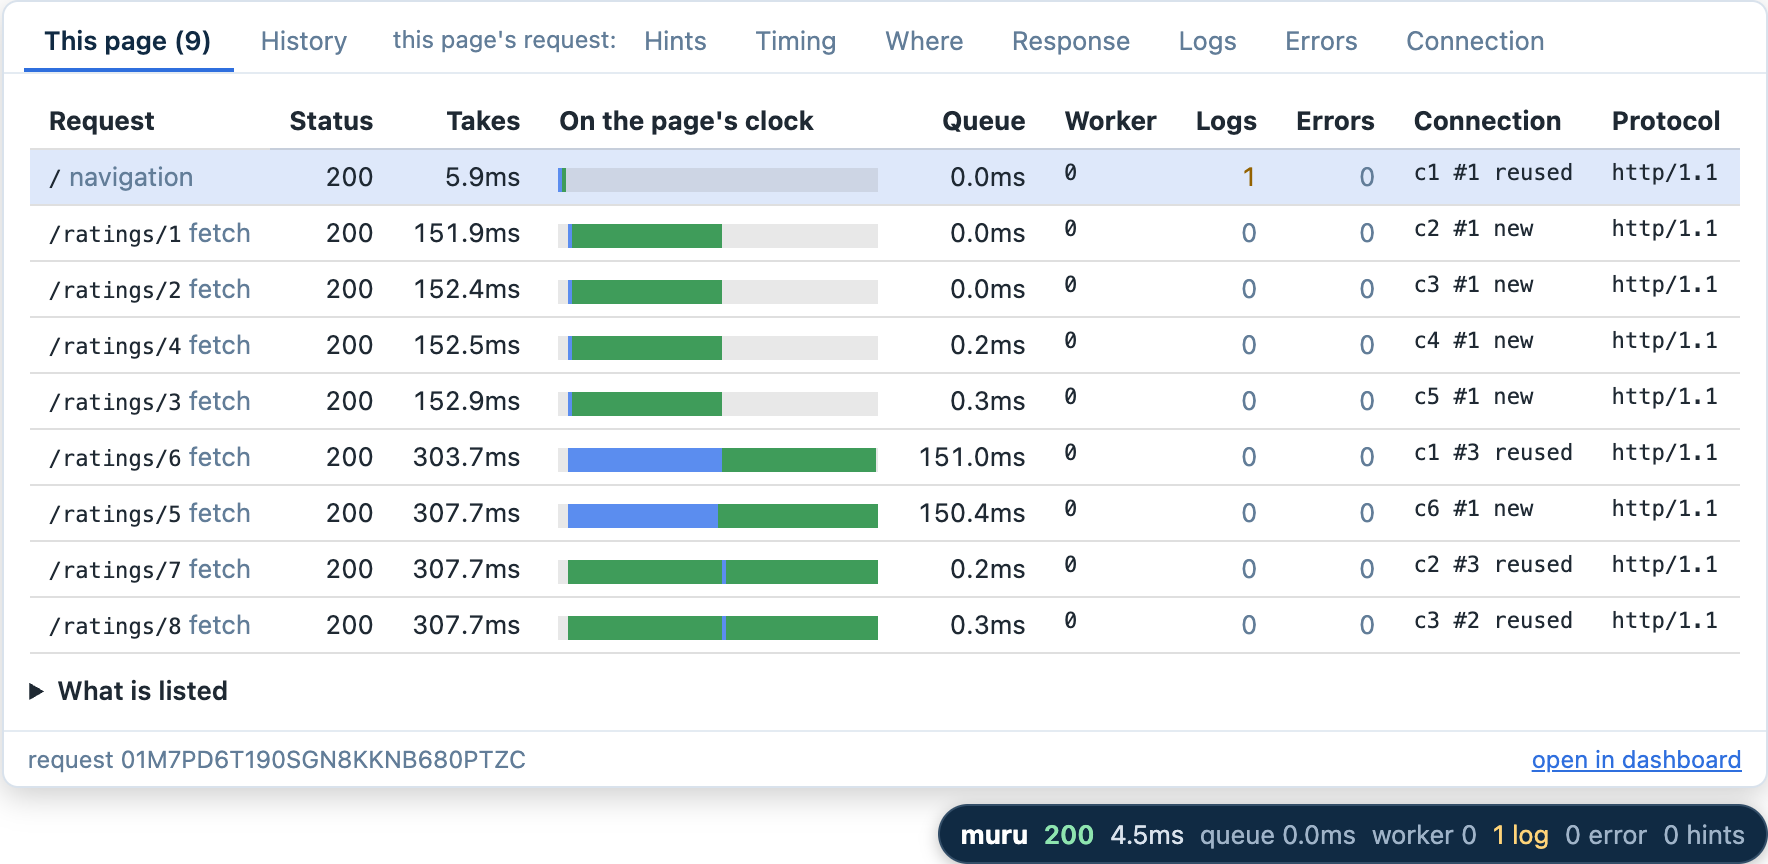 This page (9) History this page's request: Hints Timing Where Response Logs Errors Connection
Request Status Takes On the page's clock Queue Worker Logs Errors Connection Protocol
/ navigation 200 5.9ms 0.0ms 0 1 0 c1 #1 reused http/1.1
/ratings/1 fetch 200 151.9ms 0.0ms 0 0 0 c2 #1 new http/1.1
/ratings/2 fetch 200 152.4ms 0.0ms 0 0 0 c3 #1 new http/1.1
/ratings/4 fetch 200 152.5ms 0.2ms 0 0 0 c4 #1 new http/1.1
/ratings/3 fetch 200 152.9ms 0.3ms 0 0 0 c5 #1 new http/1.1
/ratings/6 fetch 200 303.7ms 151.0ms 0 0 0 c1 #3 reused http/1.1
/ratings/5 fetch 200 307.7ms 150.4ms 0 0 0 c6 #1 new http/1.1
/ratings/7 fetch 200 307.7ms 0.2ms 0 0 0 c2 #3 reused http/1.1
/ratings/8 fetch 200 307.7ms 0.3ms 0 0 0 c3 #2 reused http/1.1
▶ What is listed
request 01M7PD6T190SGN8KKNB680PTZC open in dashboard
muru 200 4.5ms queue 0.0ms worker 0 1 log 0 error 0 hints